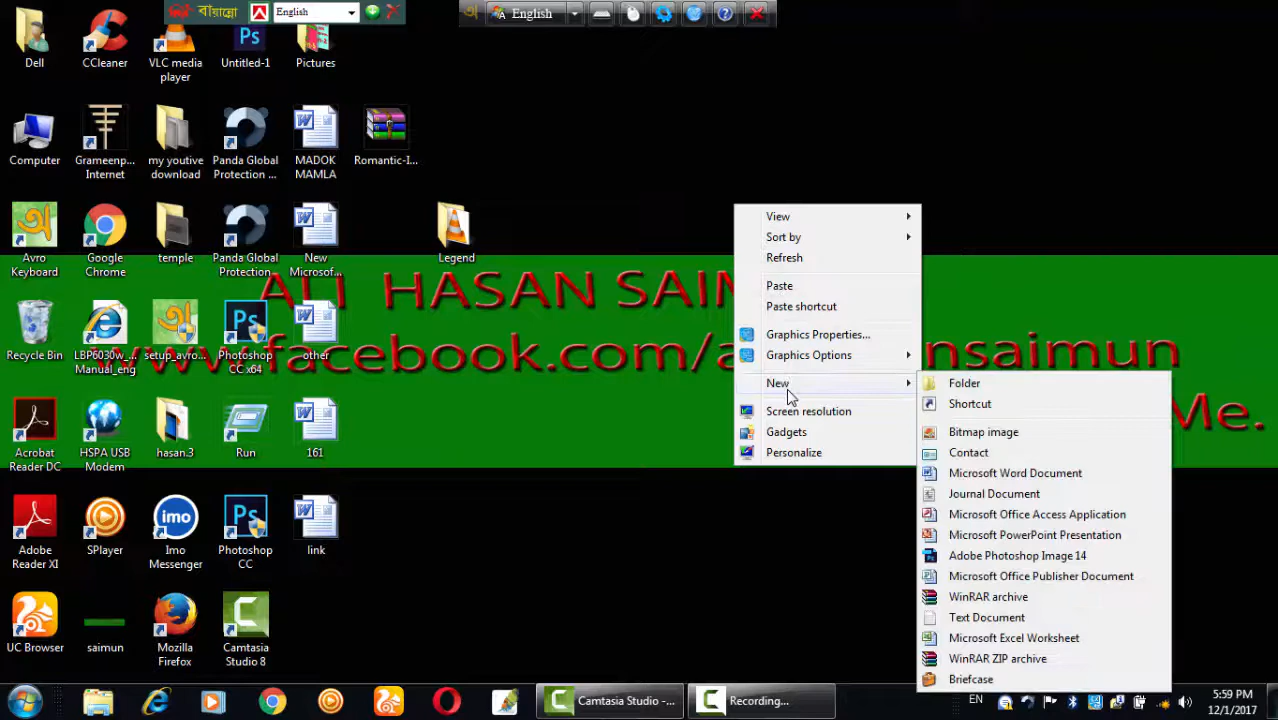 বাঁয়ান্নো
English
English
Dell
CCleaner
VLC media
player
Untitled-1
Pictures
Computer
Grameenp...
Internet
my youtive
download
Panda Global
Protection ...
MADOK
MAMLA
Romantic-I...
Avro
Keyboard
Google
Chrome
temple
Panda Global
Protection
New
Microsof...
Legend
ALI HASAN SAIM
Recycle Bin
LBP6030w_...
Manual_eng
setup_avro...
Photoshop
CC x64
other
www.facebook.com/a
nsaimun
Me.
Acrobat
Reader DC
HSPA USB
Modem
hasan.3
Run
161
Adobe
Reader XI
SPlayer
Imo
Messenger
Photoshop
CC
link
UC Browser
saimun
Mozilla
Firefox
Camtasia
Studio 8
View
Sort by
Refresh
Paste
Paste shortcut
Graphics Properties...
Graphics Options
New
Screen resolution
Gadgets
Personalize
Folder
Shortcut
Bitmap image
Contact
Microsoft Word Document
Journal Document
Microsoft Office Access Application
Microsoft PowerPoint Presentation
Adobe Photoshop Image 14
Microsoft Office Publisher Document
WinRAR archive
Text Document
Microsoft Excel Worksheet
WinRAR ZIP archive
Briefcase
Camtasia Studio -...
Recording...
EN
5:59 PM
12/1/2017